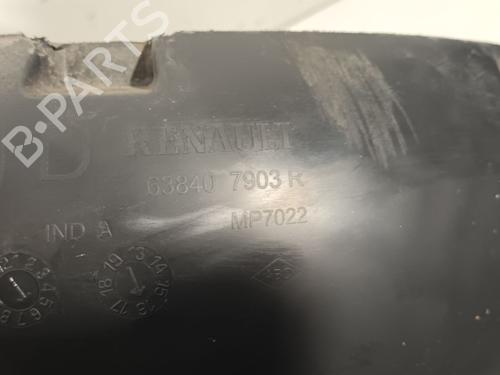 B-PARTS
D
RENAULT
63840 7903 R
MP7022
IND A